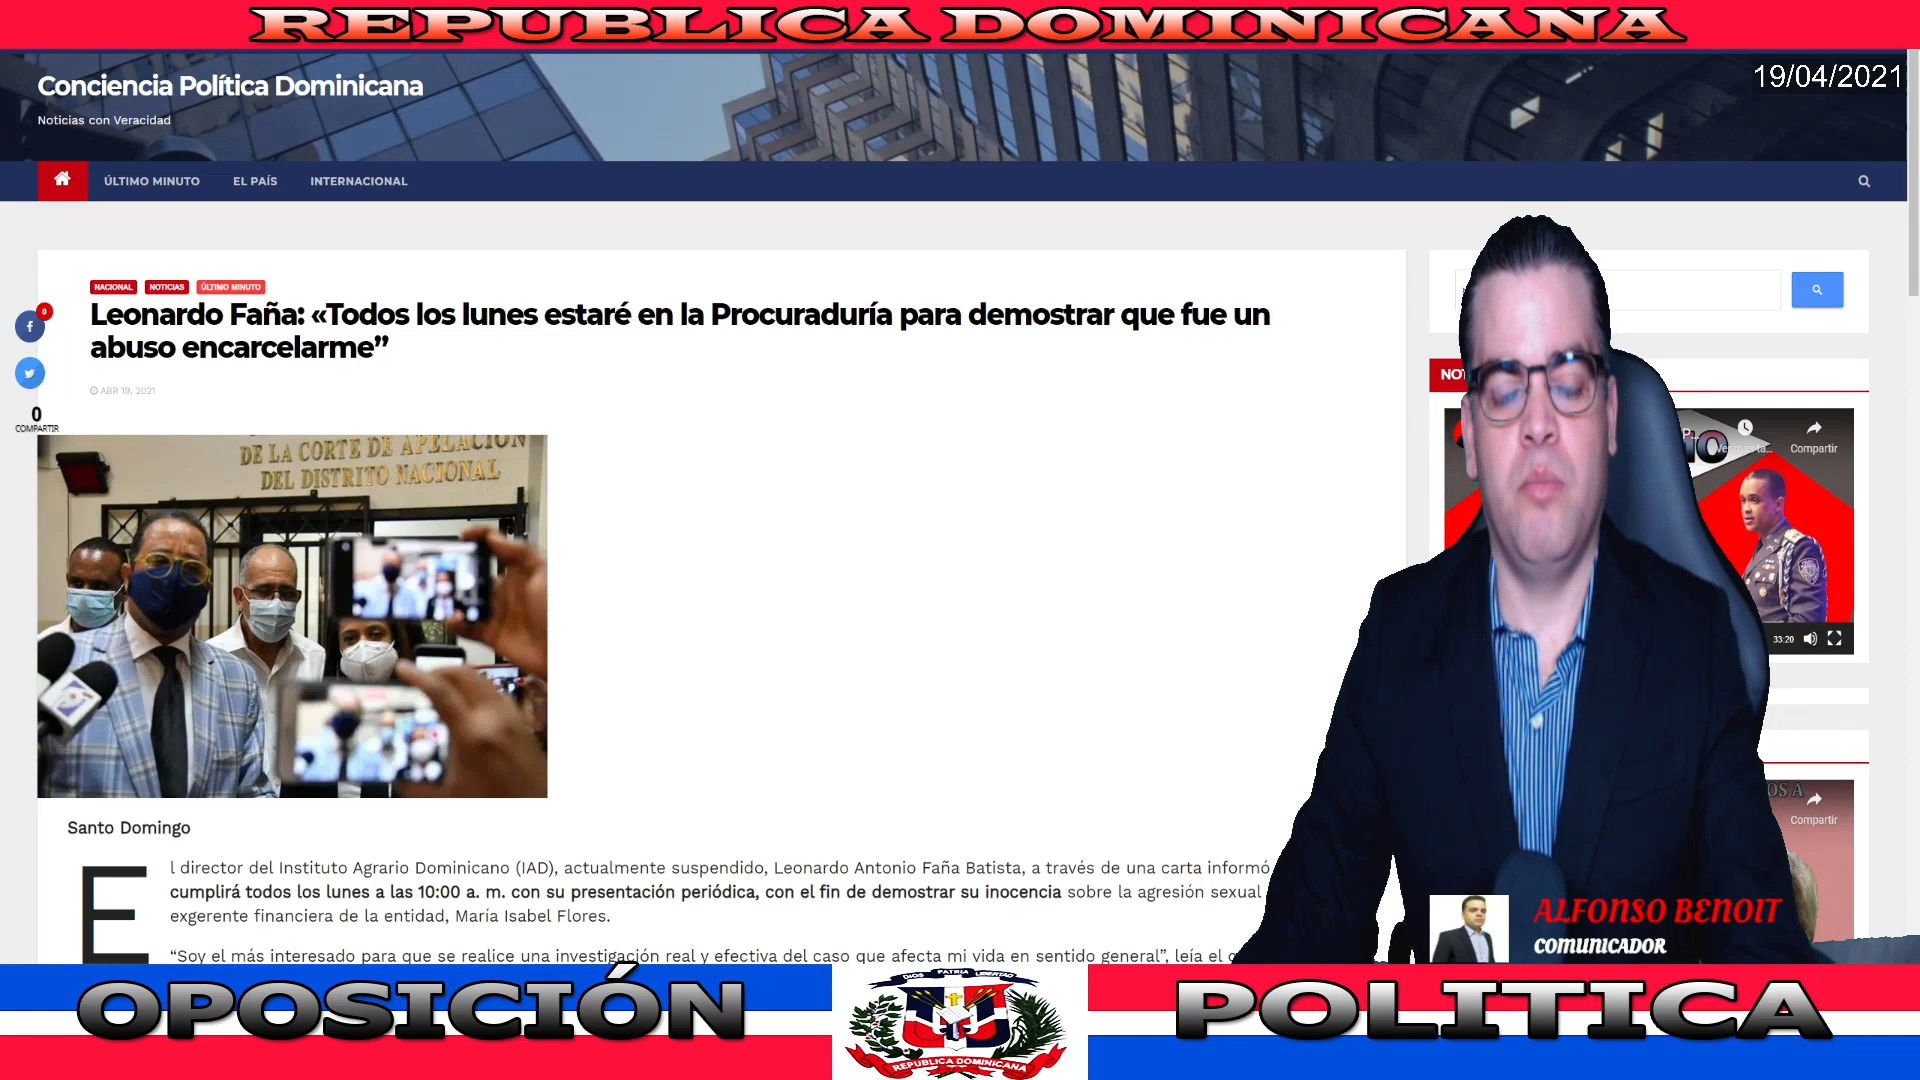 REPUBLICA DOMINICANA
Conciencia Política Dominicana
Noticias con Veracidad
19/04/2021
ÚLTIMO MINUTO
EL PAÍS
INTERNACIONAL
NACIONAL
NOTICIAS
ÚLTIMO MINUTO
Leonardo Faña: «Todos los lunes estaré en la Procuraduría para demostrar que fue un
abuso encarcelarme”
ABR 19, 2021
0
0
COMPARTIR
DE LA CORTE DE APELACION
DEL DISTRITO NACIONAL
Compartir
33:20
Santo Domingo
El director del Instituto Agrario Dominicano (IAD), actualmente suspendido, Leonardo Antonio Faña Batista, a través de una carta informó
cumplirá todos los lunes a las 10:00 a. m. con su presentación periódica, con el fin de demostrar su inocencia sobre la agresión sexual
exgerente financiera de la entidad, María Isabel Flores.
“Soy el más interesado para que se realice una investigación real y efectiva del caso que afecta mi vida en sentido general”, leía el
Compartir
ALFONSO BENOIT
COMUNICADOR
OPOSICIÓN
DIOS PATRIA LIBERTAD
REPUBLICA DOMINICANA
POLITICA